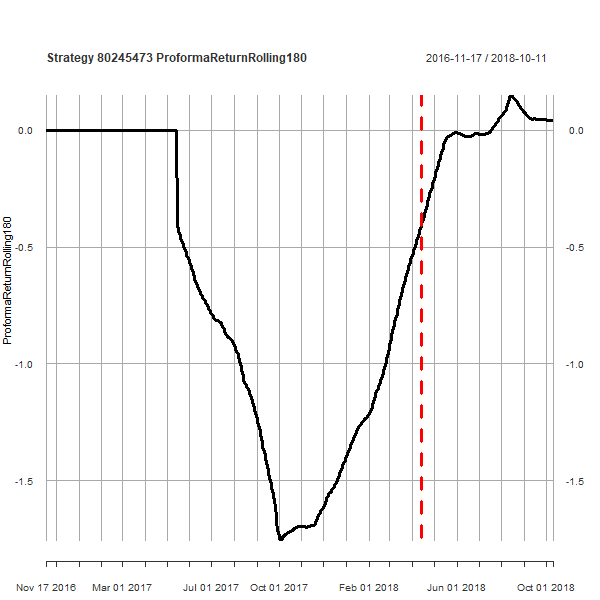 Strategy 80245473 ProformaReturnRolling180
2016-11-17 / 2018-10-11
ProformaReturnRolling180
0.0
0.0
-0.5
-0.5
-1.0
-1.0
-1.5
-1.5
Nov 17 2016
Mar 01 2017
Jul 01 2017
Oct 01 2017
Feb 01 2018
Jun 01 2018
Oct 01 2018